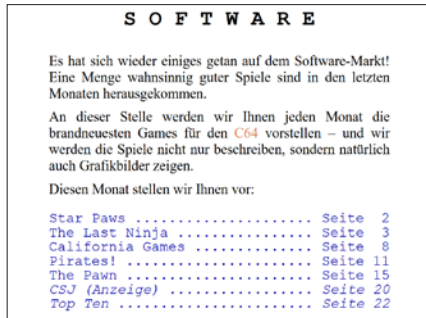 S O F T W A R E
Es hat sich wieder einiges getan auf dem Software-Markt!
Eine Menge wahnsinnig guter Spiele sind in den letzten
Monaten herausgekommen.
An dieser Stelle werden wir Ihnen jeden Monat die
brandneuesten Games für den C64 vorstellen – und wir
werden die Spiele nicht nur beschreiben, sondern natürlich
auch Grafikbilder zeigen.
Diesen Monat stellen wir Ihnen vor:
Star Paws ..................... Seite 2
The Last Ninja ................ Seite 3
California Games .............. Seite 8
Pirates! ...................... Seite 11
The Pawn ...................... Seite 15
CSJ (Anzeige) ................. Seite 20
Top Ten ....................... Seite 22